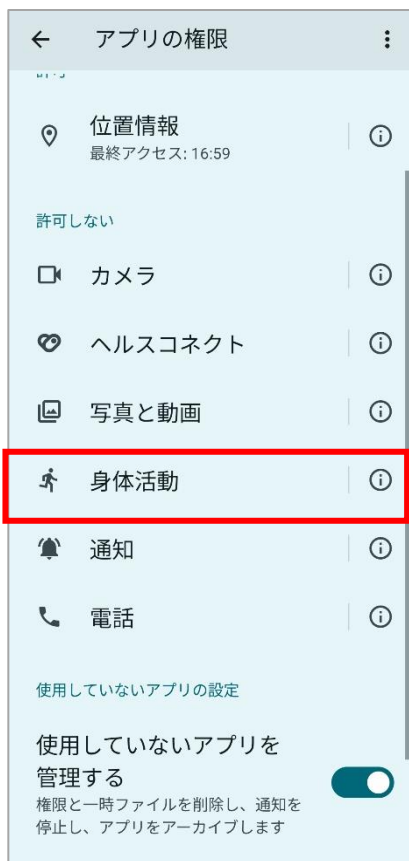 アプリの権限
位置情報
最終アクセス: 16:59
許可しない
カメラ
ヘルスコネクト
写真と動画
身体活動
通知
電話
使用していないアプリの設定
使用していないアプリを
管理する
権限と一時ファイルを削除し、通知を
停止し、アプリをアーカイブします